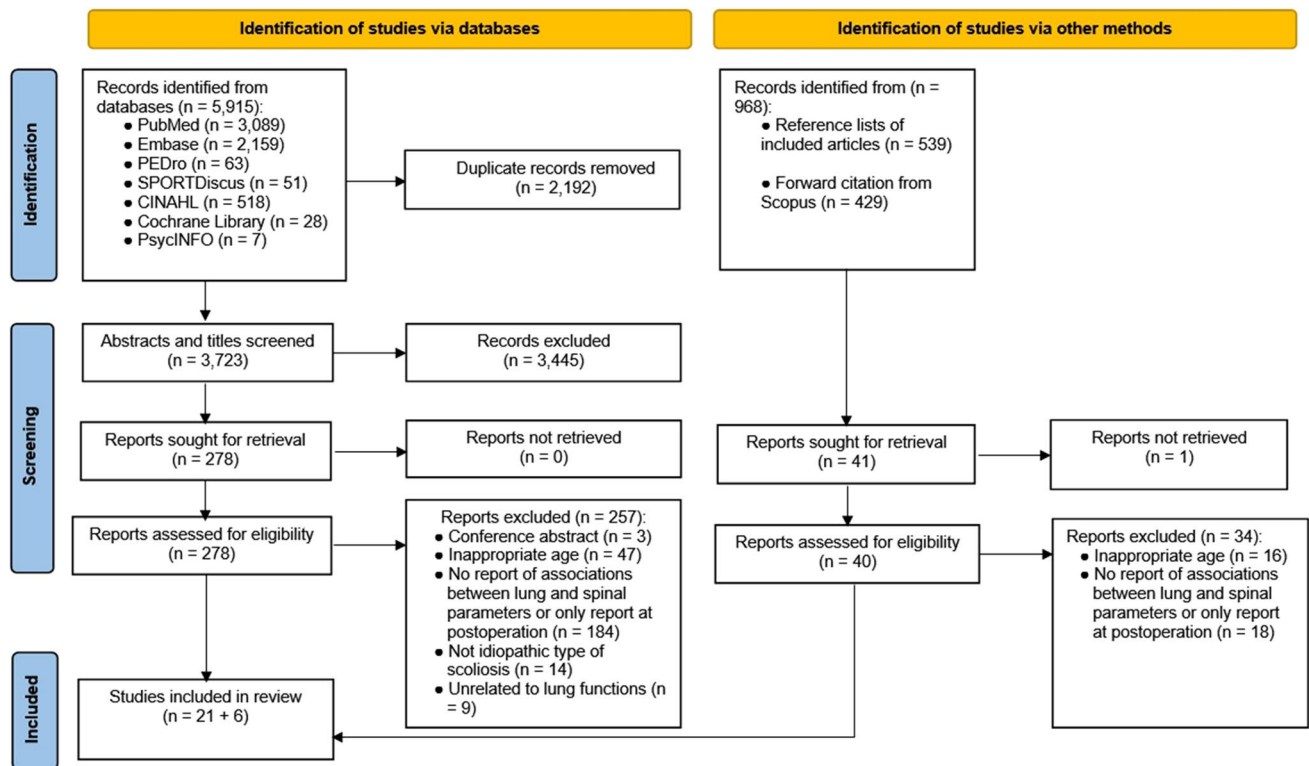 Identification of studies via databases
Identification of studies via other methods
Identification
Records identified from
databases (n = 5,915):
● PubMed (n = 3,089)
● Embase (n = 2,159)
● PEDro (n = 63)
● SPORTDiscus (n = 51)
● CINAHL (n = 518)
● Cochrane Library (n = 28)
● PsycINFO (n = 7)
Duplicate records removed
(n = 2,192)
Records identified from (n =
968):
● Reference lists of
included articles (n = 539)
● Forward citation from
Scopus (n = 429)
Screening
Abstracts and titles screened
(n = 3,723)
Records excluded
(n = 3,445)
Reports sought for retrieval
(n = 278)
Reports not retrieved
(n = 0)
Reports sought for retrieval
(n = 41)
Reports not retrieved
(n = 1)
Reports assessed for eligibility
(n = 278)
Reports excluded (n = 257):
● Conference abstract (n = 3)
● Inappropriate age (n = 47)
● No report of associations
between lung and spinal
parameters or only report at
postoperation (n = 184)
● Not idiopathic type of
scoliosis (n = 14)
● Unrelated to lung functions (n
= 9)
Reports assessed for eligibility
(n = 40)
Reports excluded (n = 34):
● Inappropriate age (n = 16)
● No report of associations
between lung and spinal
parameters or only report
at postoperation (n = 18)
Included
Studies included in review
(n = 21 + 6)